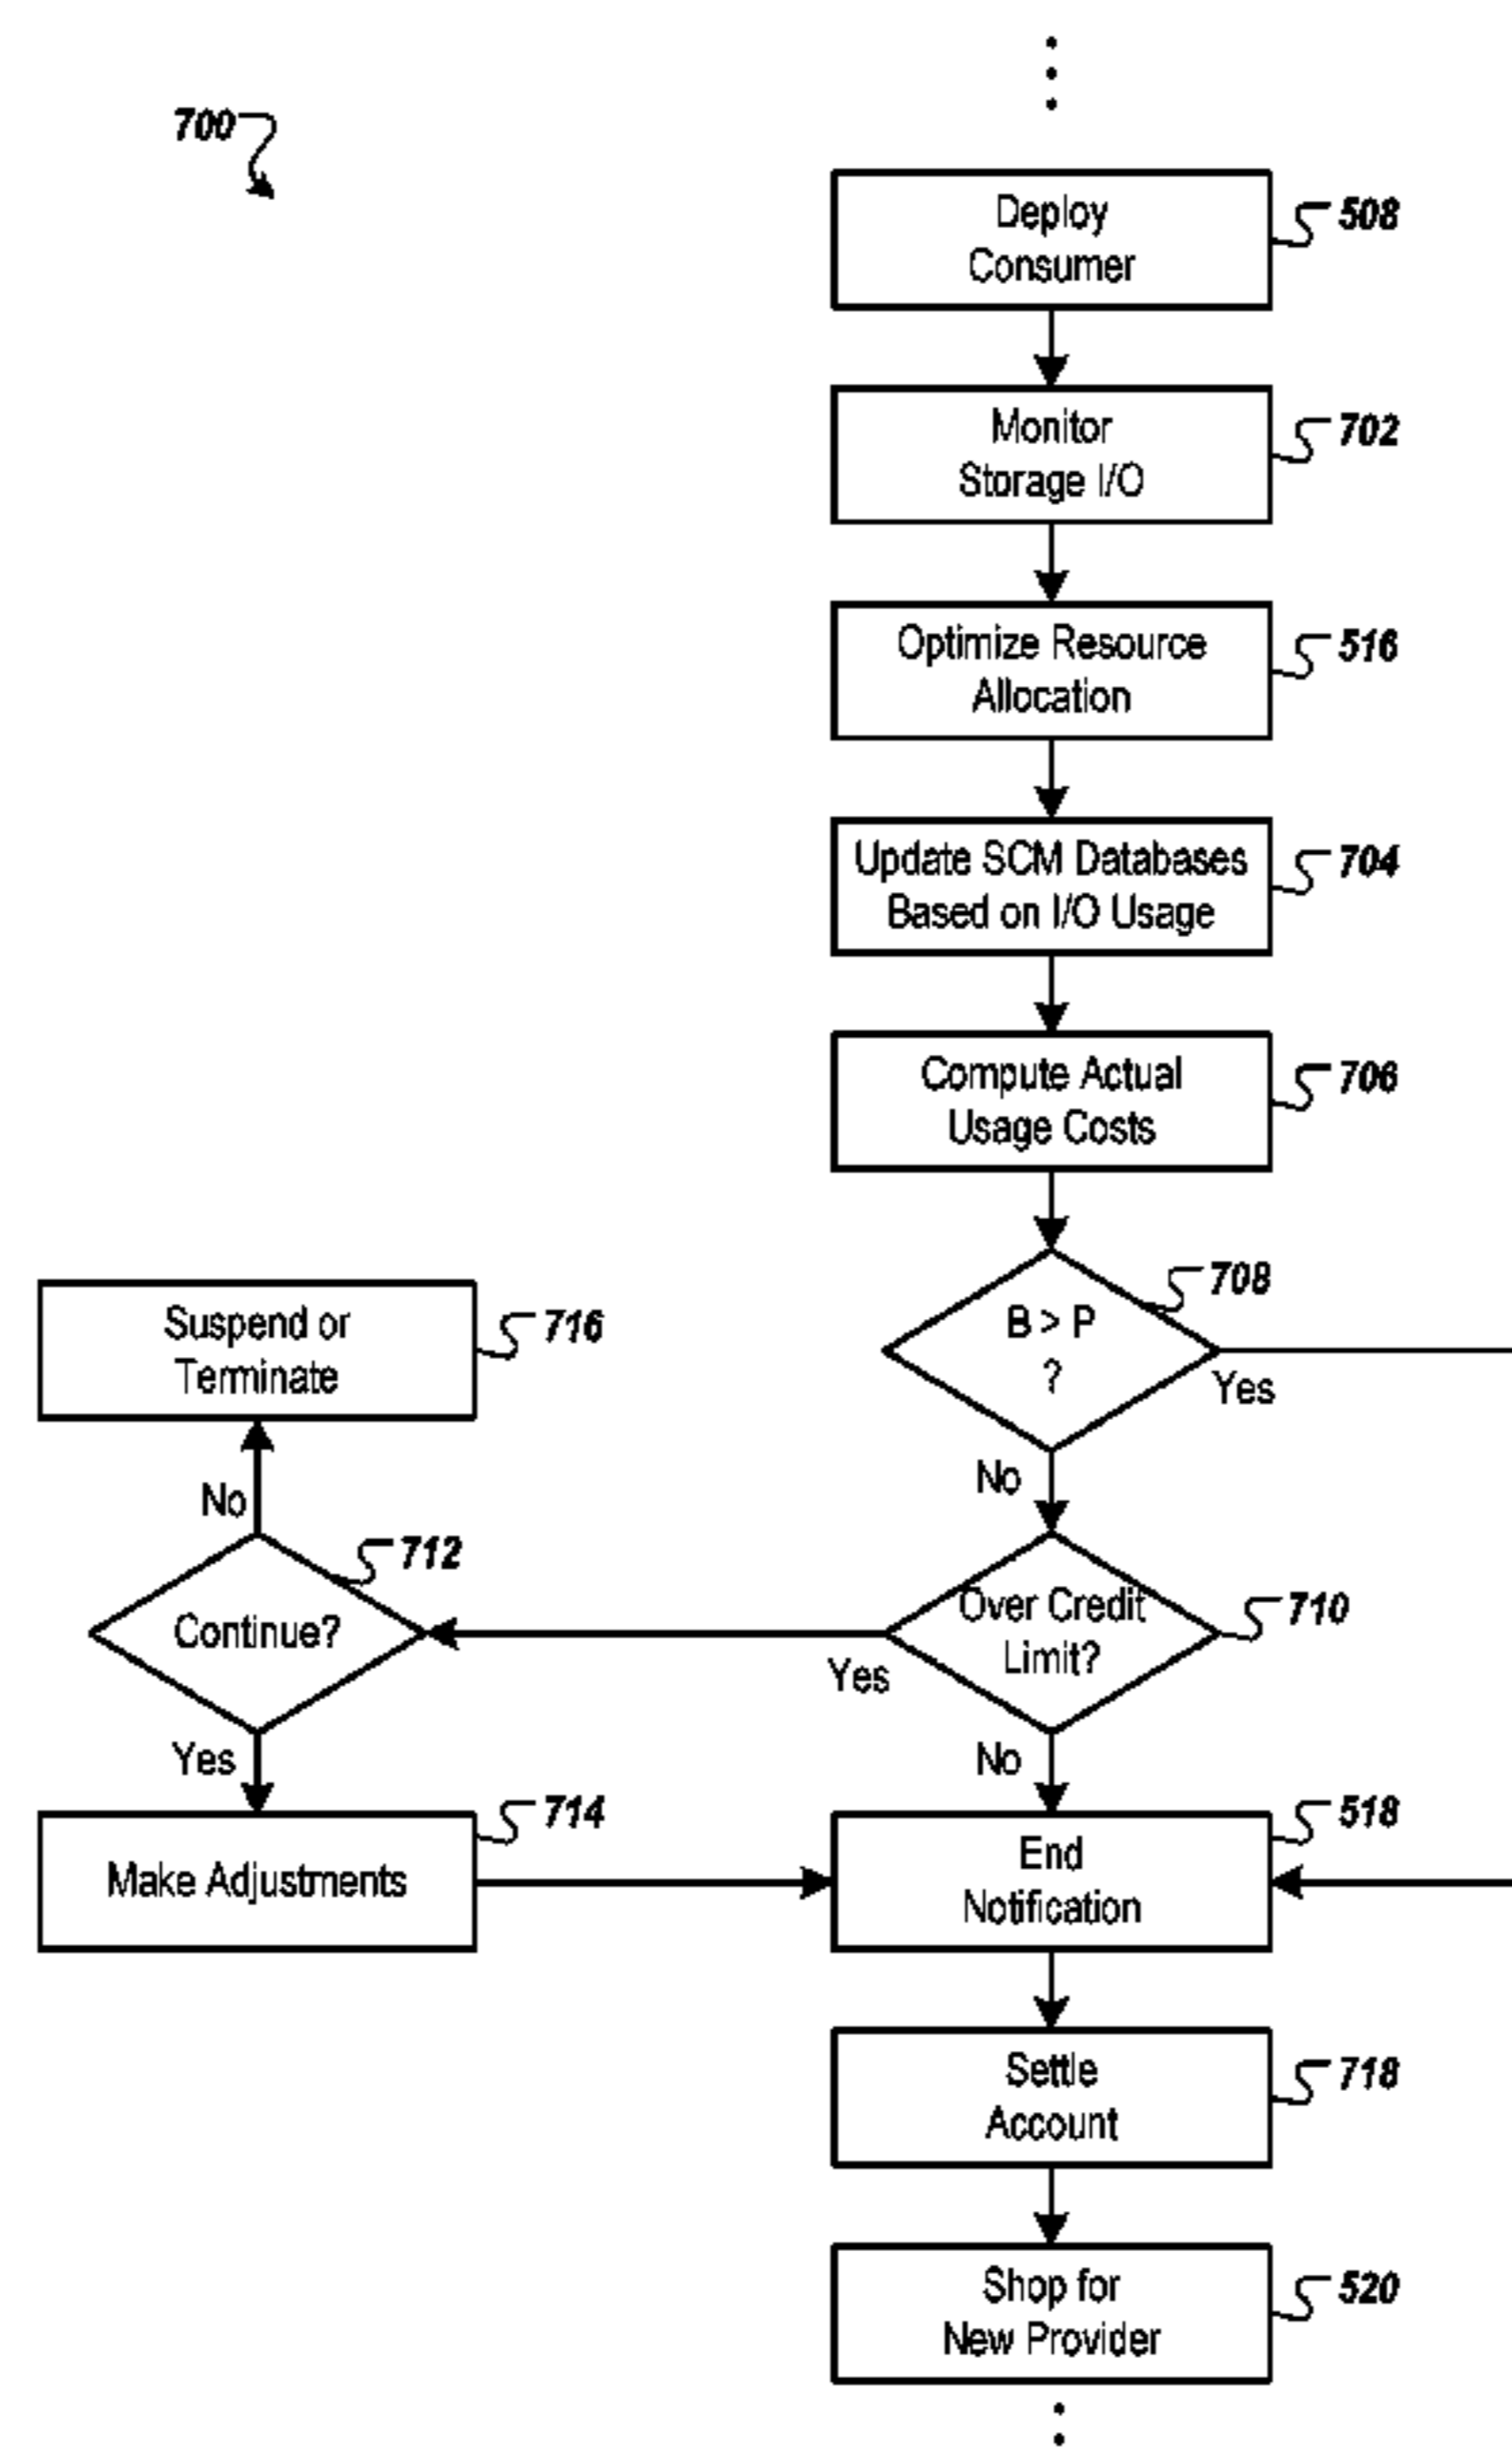 700
Deploy
Consumer
508
Monitor
Storage I/O
702
Optimize Resource
Allocation
516
Update SCM Databases
Based on I/O Usage
704
Compute Actual
Usage Costs
706
B > P
?
708
Yes
No
Suspend or
Terminate
716
No
Continue?
712
Over Credit
Limit?
710
Yes
Yes
No
Make Adjustments
714
End
Notification
518
Settle
Account
718
Shop for
New Provider
520